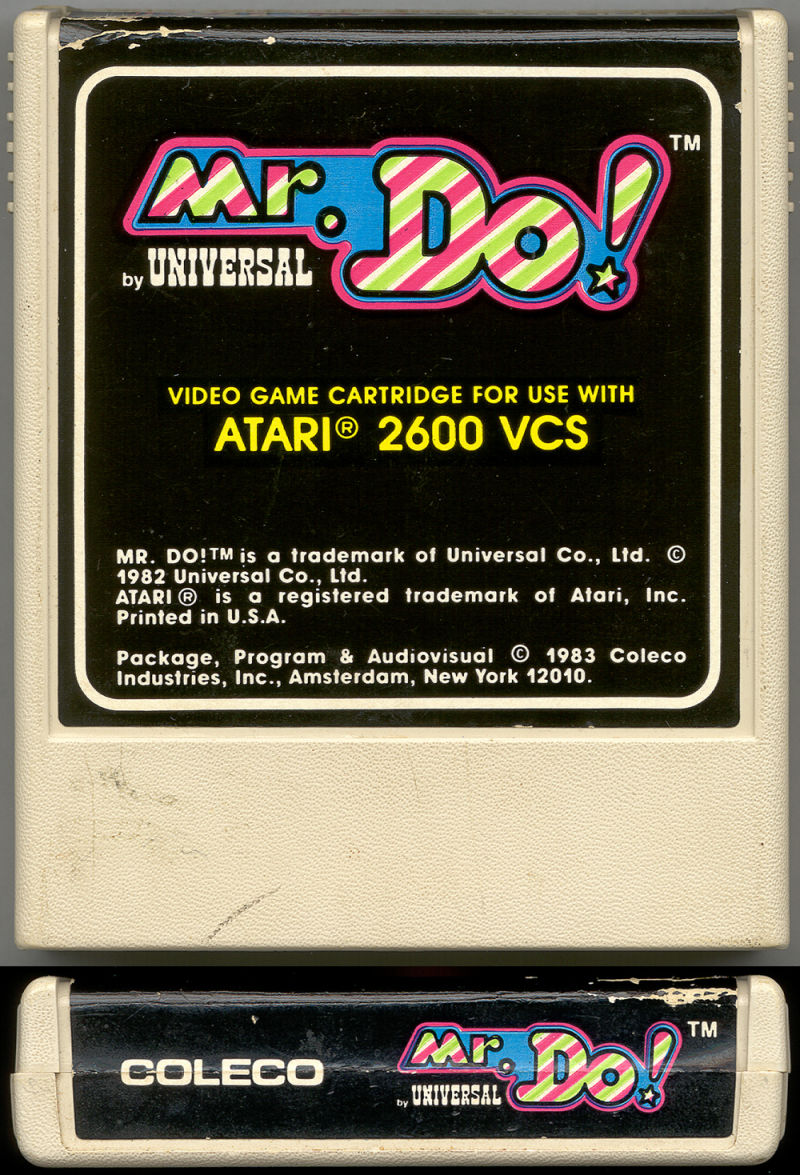 Mr. Do! TM
by UNIVERSAL
VIDEO GAME CARTRIDGE FOR USE WITH
ATARI® 2600 VCS
MR. DO!™ is a trademark of Universal Co., Ltd. ©
1982 Universal Co., Ltd.
ATARI ® is a registered trademark of Atari, Inc.
Printed in U.S.A.
Package, Program & Audiovisual © 1983 Coleco
Industries, Inc., Amsterdam, New York 12010.
COLECO
Mr. Do! TM
by UNIVERSAL